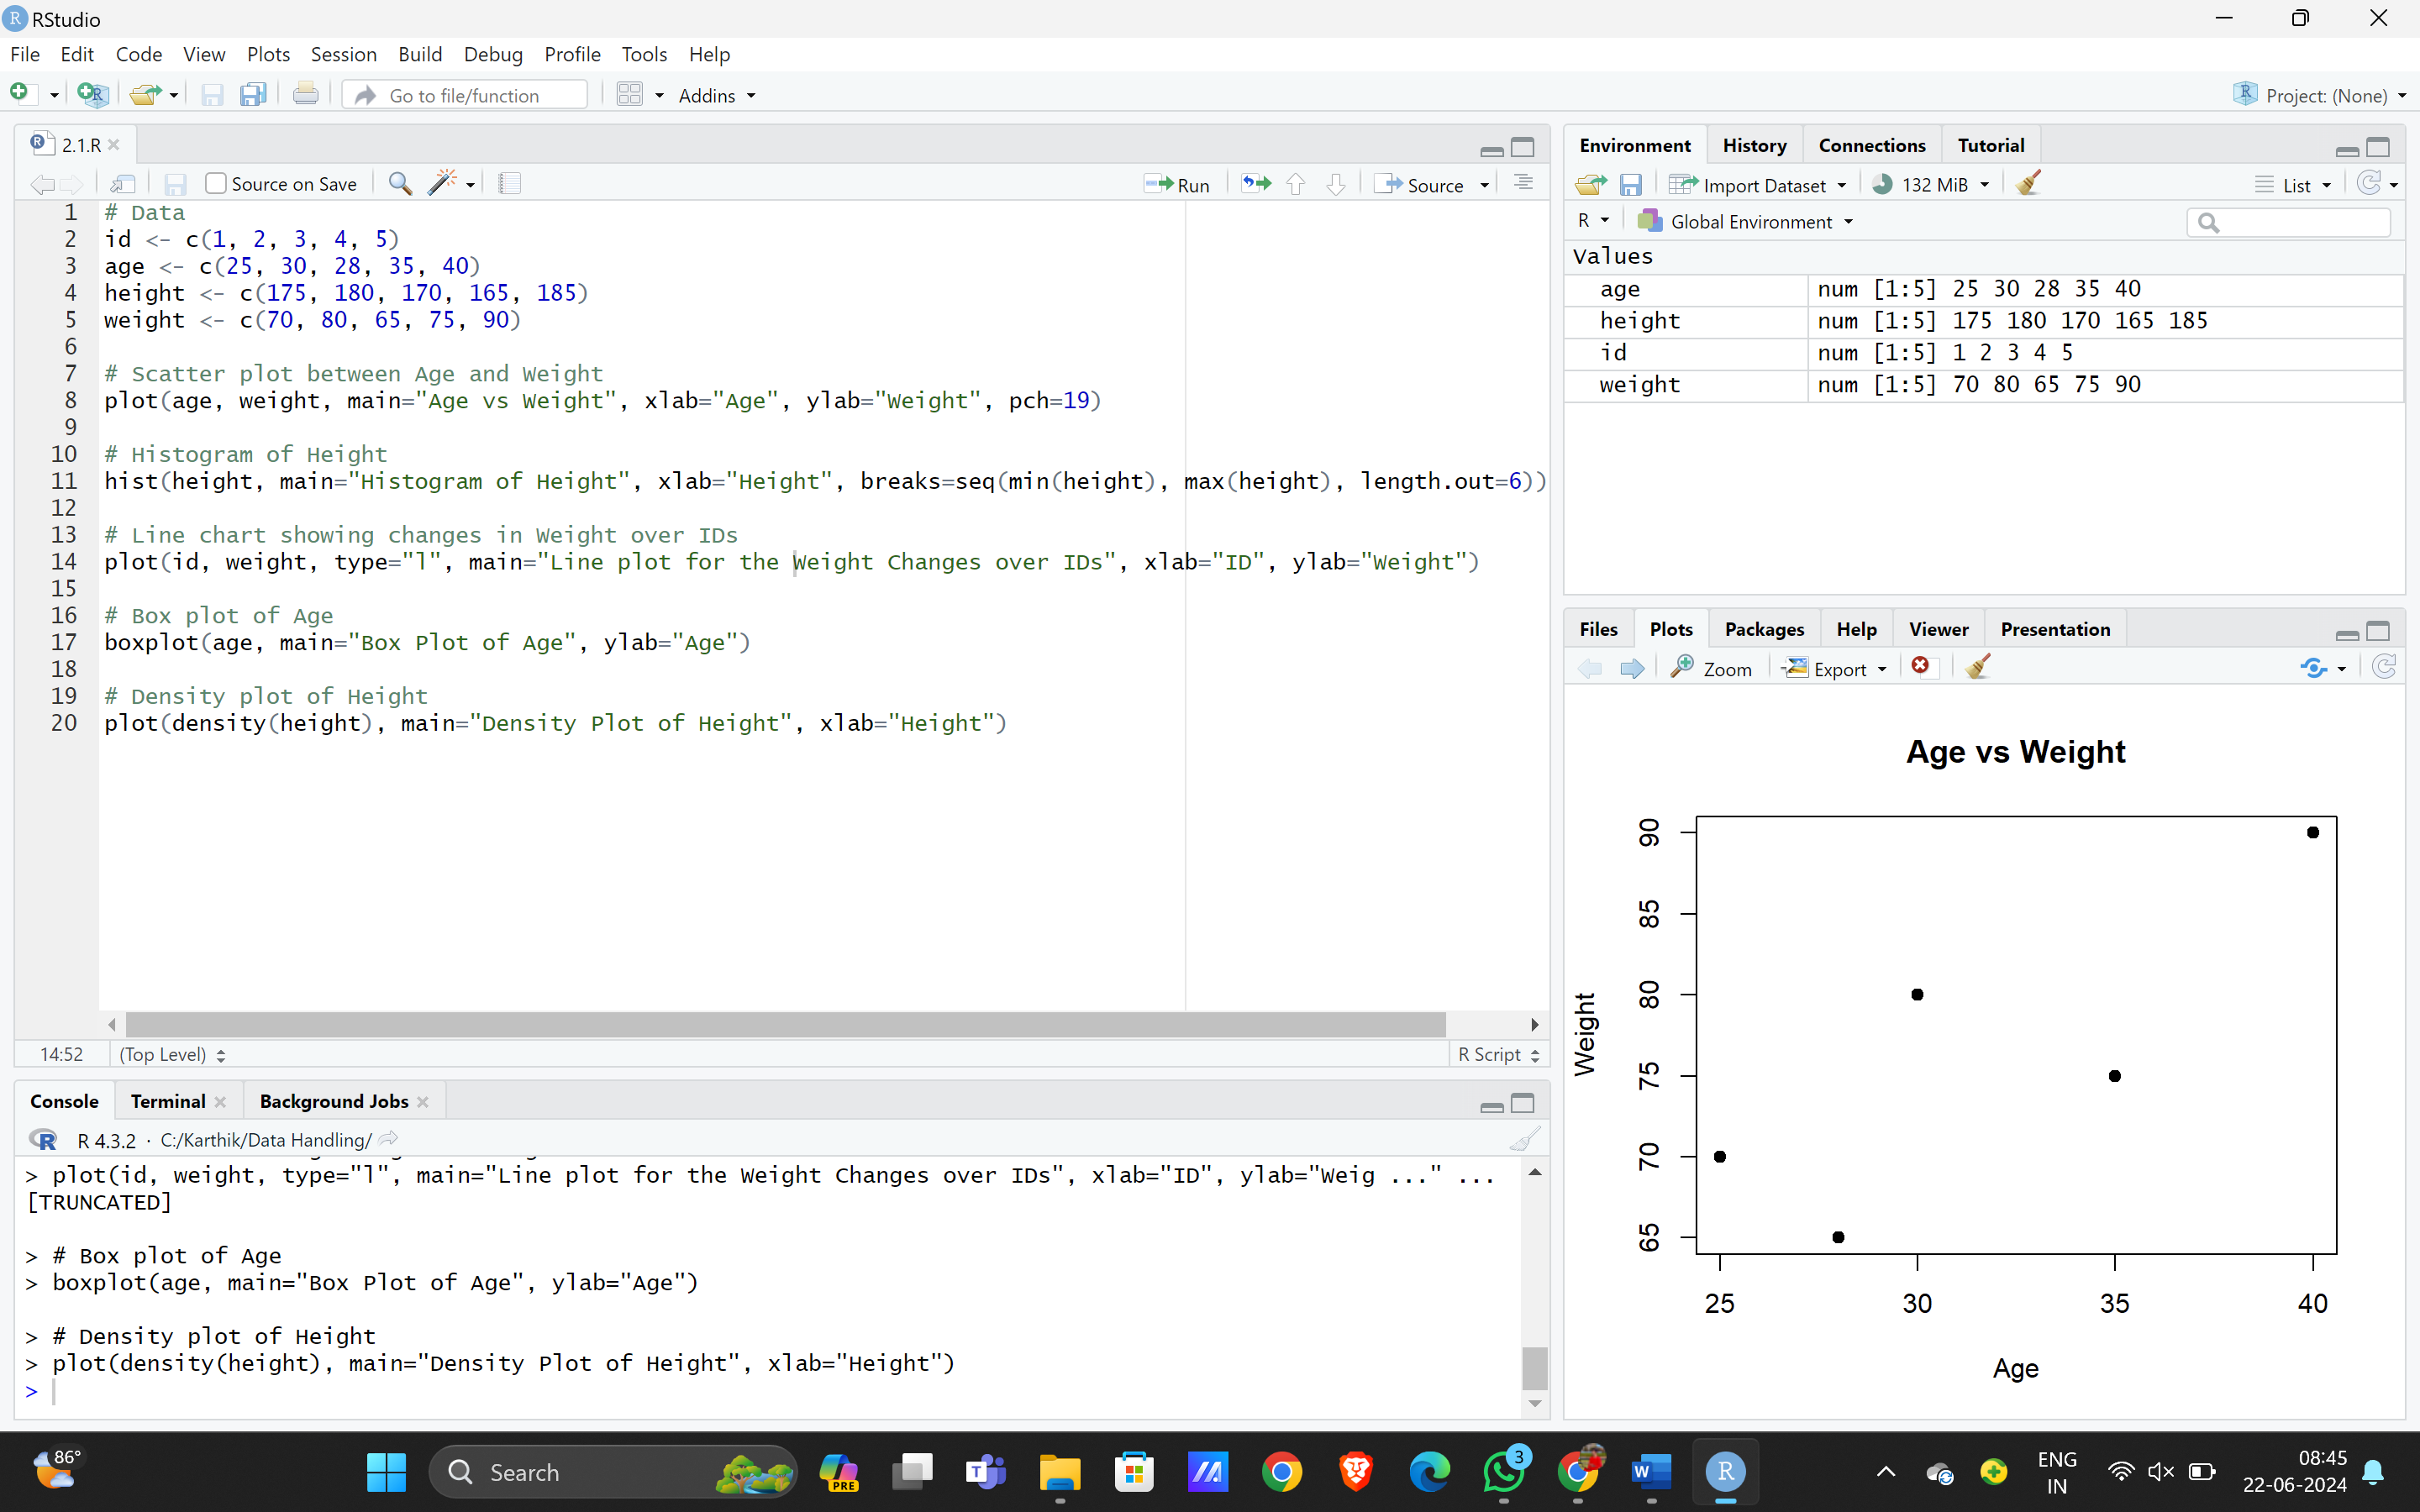 RStudio
File Edit Code View Plots Session Build Debug Profile Tools Help
Go to file/function Addins Project: (None)
2.1.R
Source on Save Run Source
1 # Data
2 id <- c(1, 2, 3, 4, 5)
3 age <- c(25, 30, 28, 35, 40)
4 height <- c(175, 180, 170, 165, 185)
5 weight <- c(70, 80, 65, 75, 90)
6
7 # Scatter plot between Age and Weight
8 plot(age, weight, main="Age vs Weight", xlab="Age", ylab="Weight", pch=19)
9
10 # Histogram of Height
11 hist(height, main="Histogram of Height", xlab="Height", breaks=seq(min(height), max(height), length.out=6))
12
13 # Line chart showing changes in Weight over IDs
14 plot(id, weight, type="l", main="Line plot for the Weight Changes over IDs", xlab="ID", ylab="Weight")
15
16 # Box plot of Age
17 boxplot(age, main="Box Plot of Age", ylab="Age")
18
19 # Density plot of Height
20 plot(density(height), main="Density Plot of Height", xlab="Height")
14:52 (Top Level) R Script
Console Terminal Background Jobs
R 4.3.2 · C:/Karthik/Data Handling/
> plot(id, weight, type="l", main="Line plot for the Weight Changes over IDs", xlab="ID", ylab="Weig ..." ...
[TRUNCATED]
> # Box plot of Age
> boxplot(age, main="Box Plot of Age", ylab="Age")
> # Density plot of Height
> plot(density(height), main="Density Plot of Height", xlab="Height")
>
Environment History Connections Tutorial
Import Dataset 132 MiB List
R Global Environment
Values
age num [1:5] 25 30 28 35 40
height num [1:5] 175 180 170 165 185
id num [1:5] 1 2 3 4 5
weight num [1:5] 70 80 65 75 90
Files Plots Packages Help Viewer Presentation
Zoom Export
Age vs Weight
Weight
90
85
80
75
70
65
25 30 35 40
Age
86°
Search
PRE
3
ENG
IN
08:45
22-06-2024